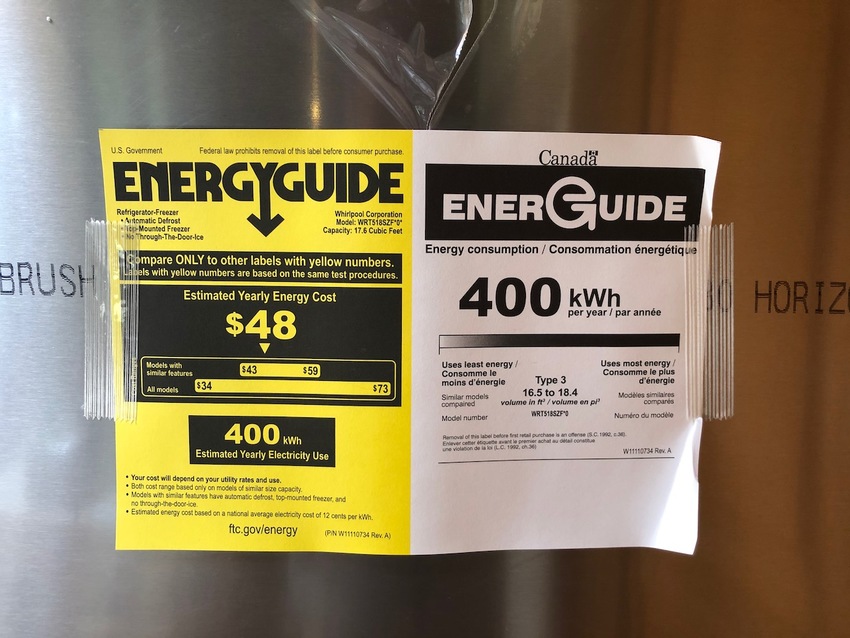 U.S. Government Federal law prohibits removal of this label before consumer purchase.
ENERGYGUIDE
Refrigerator-Freezer
• Automatic Defrost
• Top-Mounted Freezer
• No Through-The-Door-Ice
Whirlpool Corporation
Model: WRT518SZF*0*
Capacity: 17.6 Cubic Feet
Compare ONLY to other labels with yellow numbers.
Labels with yellow numbers are based on the same test procedures.
Estimated Yearly Energy Cost
$48
Models with
similar features
$43 $59
All models $34 $73
400 kWh
Estimated Yearly Electricity Use
• Your cost will depend on your utility rates and use.
• Both cost range based only on models of similar size capacity.
• Models with similar features have automatic defrost, top-mounted freezer, and
no through-the-door-ice.
• Estimated energy cost based on a national average electricity cost of 12 cents per kWh.
ftc.gov/energy (P/N W11110734 Rev. A)
Canada
ENERGUIDE
Energy consumption / Consommation énergétique
400 kWh
per year / par année
Uses least energy /
Consomme le
moins d'énergie
Uses most energy /
Consomme le plus
d'énergie
Similar models
compared
Type 3
16.5 to 18.4
volume in ft³ / volume en pi³
Modèles similaires
comparés
Model number WRT518SZF*0 Numéro du modèle
Removal of this label before first retail purchase is an offense (S.C. 1992, c.36).
Enlever cette étiquette avant le premier achat au détail constitue
une violation de la loi (L.C. 1992, ch.36)
W11110734 Rev. A
BRUSH
HORIZ